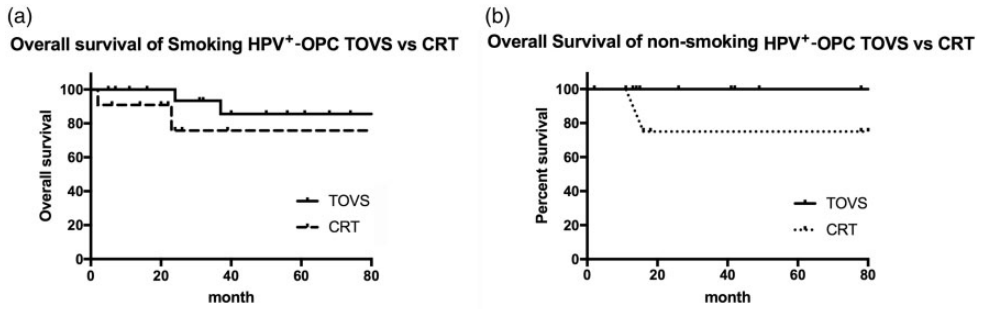 (a)
Overall survival of Smoking HPV+-OPC TOVS vs CRT
Overall survival
100
80
60
40
20
0
TOVS
CRT
0 20 40 60 80
month
(b)
Overall Survival of non-smoking HPV+-OPC TOVS vs CRT
Percent survival
100
80
60
40
20
0
TOVS
CRT
0 20 40 60 80
month